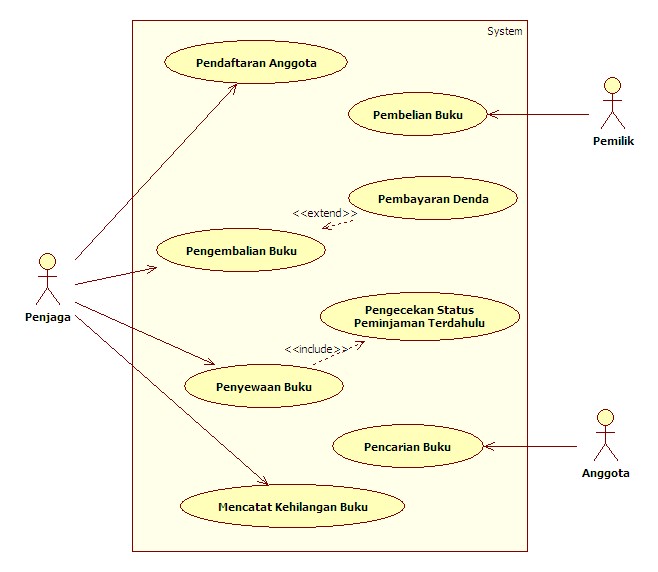 System
Pendaftaran Anggota
Pembelian Buku
Pemilik
Pembayaran Denda
<<extend>>
Pengembalian Buku
Penjaga
Pengecekan Status
Peminjaman Terdahulu
<<include>>
Penyewaan Buku
Pencarian Buku
Anggota
Mencatat Kehilangan Buku